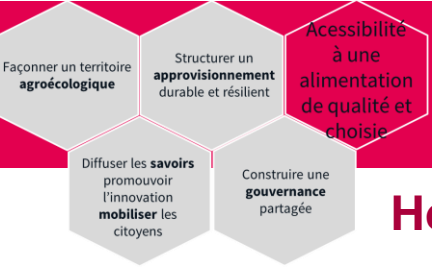 Façonner un territoire
agroécologique
Structurer un
approvisionnement
durable et résilient
Acessibilité
à une
alimentation
de qualité et
choisie
Diffuser les savoirs
promouvoir
l'innovation
mobiliser les
citoyens
Construire une
gouvernance
partagée